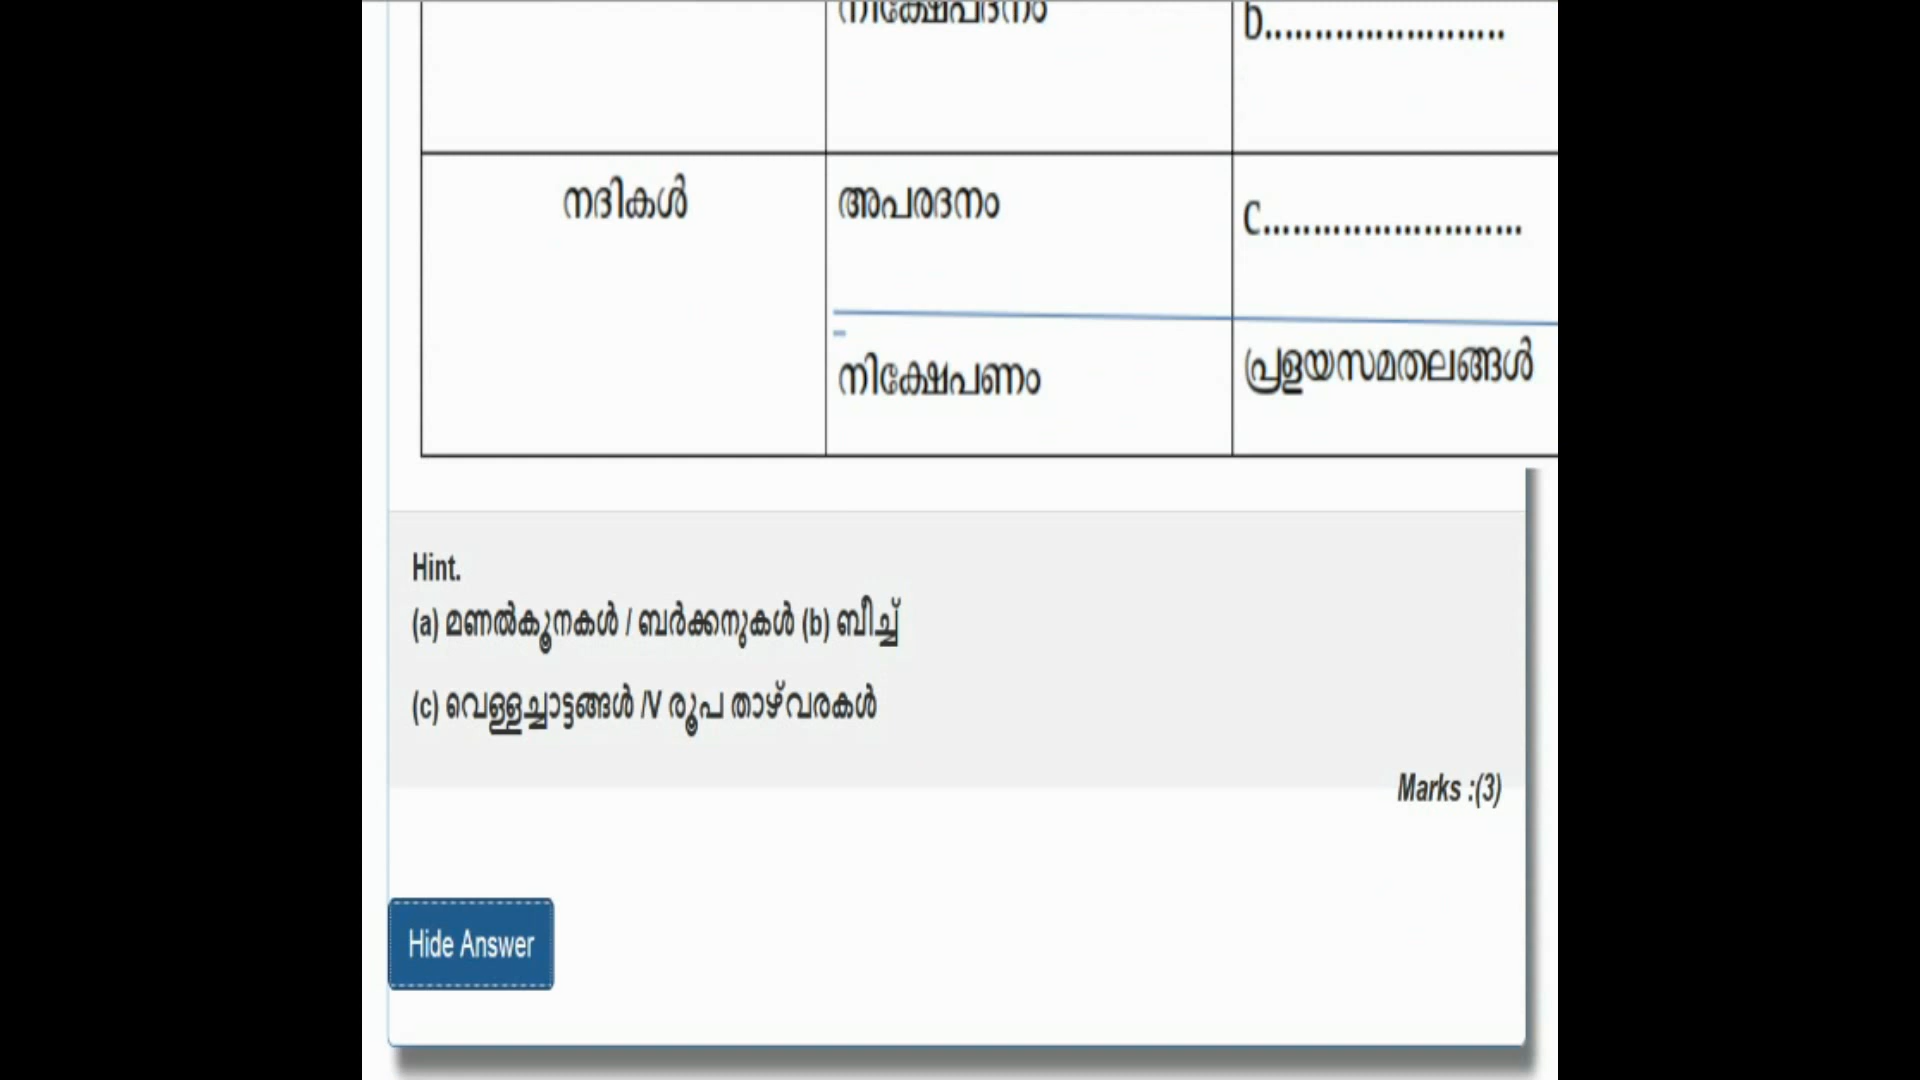 നിക്ഷേപദനം
b........................
നദികൾ
അപരദനം
C..........................
നിക്ഷേപണം
പ്രളയസമതലങ്ങൾ
Hint.
(a) മണൽകൂനകൾ / ബർക്കനുകൾ (b) ബീച്ച്
(c) വെള്ളച്ചാട്ടങ്ങൾ /V രൂപ താഴ്‌വരകൾ
Marks :(3)
Hide Answer